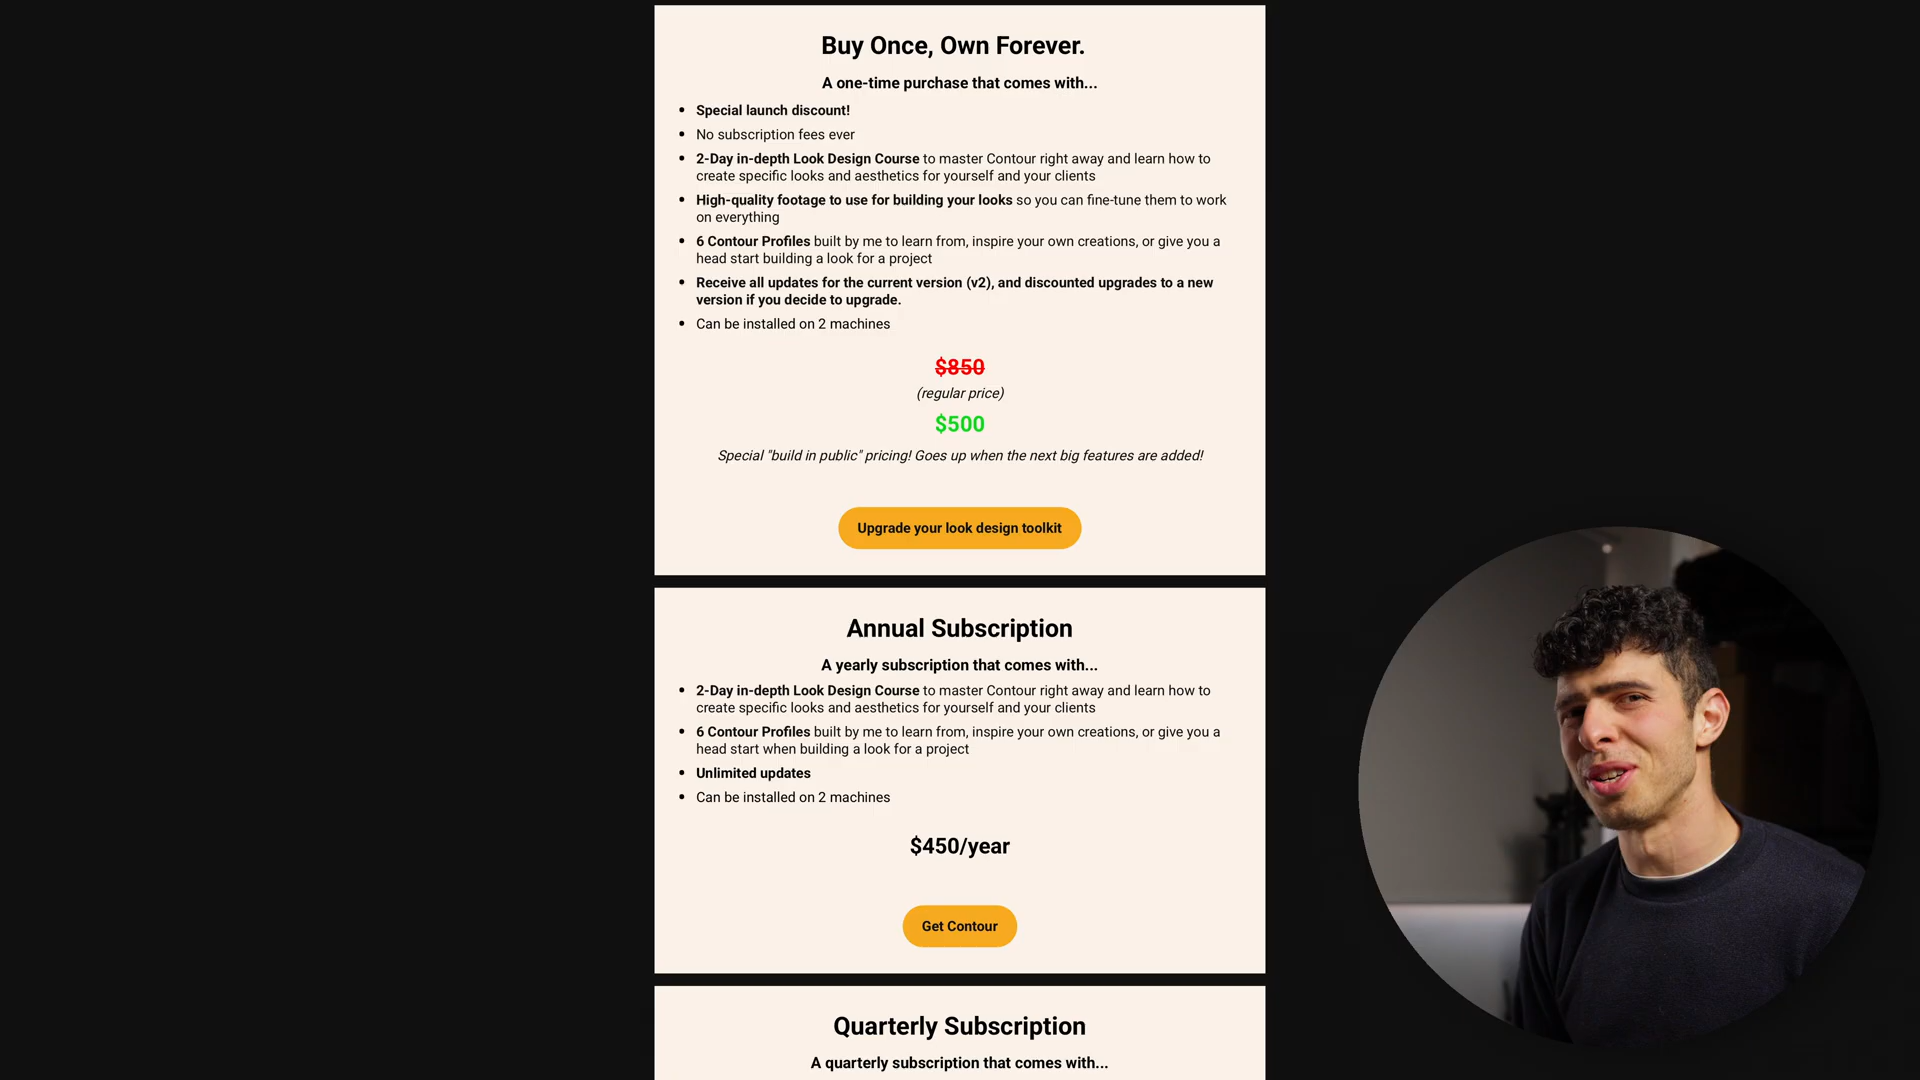 Buy Once, Own Forever.
A one-time purchase that comes with...
• Special launch discount!
• No subscription fees ever
• 2-Day in-depth Look Design Course to master Contour right away and learn how to
create specific looks and aesthetics for yourself and your clients
• High-quality footage to use for building your looks so you can fine-tune them to work
on everything
• 6 Contour Profiles built by me to learn from, inspire your own creations, or give you a
head start building a look for a project
• Receive all updates for the current version (v2), and discounted upgrades to a new
version if you decide to upgrade.
• Can be installed on 2 machines
$850
(regular price)
$500
Special "build in public" pricing! Goes up when the next big features are added!
Upgrade your look design toolkit
Annual Subscription
A yearly subscription that comes with...
• 2-Day in-depth Look Design Course to master Contour right away and learn how to
create specific looks and aesthetics for yourself and your clients
• 6 Contour Profiles built by me to learn from, inspire your own creations, or give you a
head start when building a look for a project
• Unlimited updates
• Can be installed on 2 machines
$450/year
Get Contour
Quarterly Subscription
A quarterly subscription that comes with...